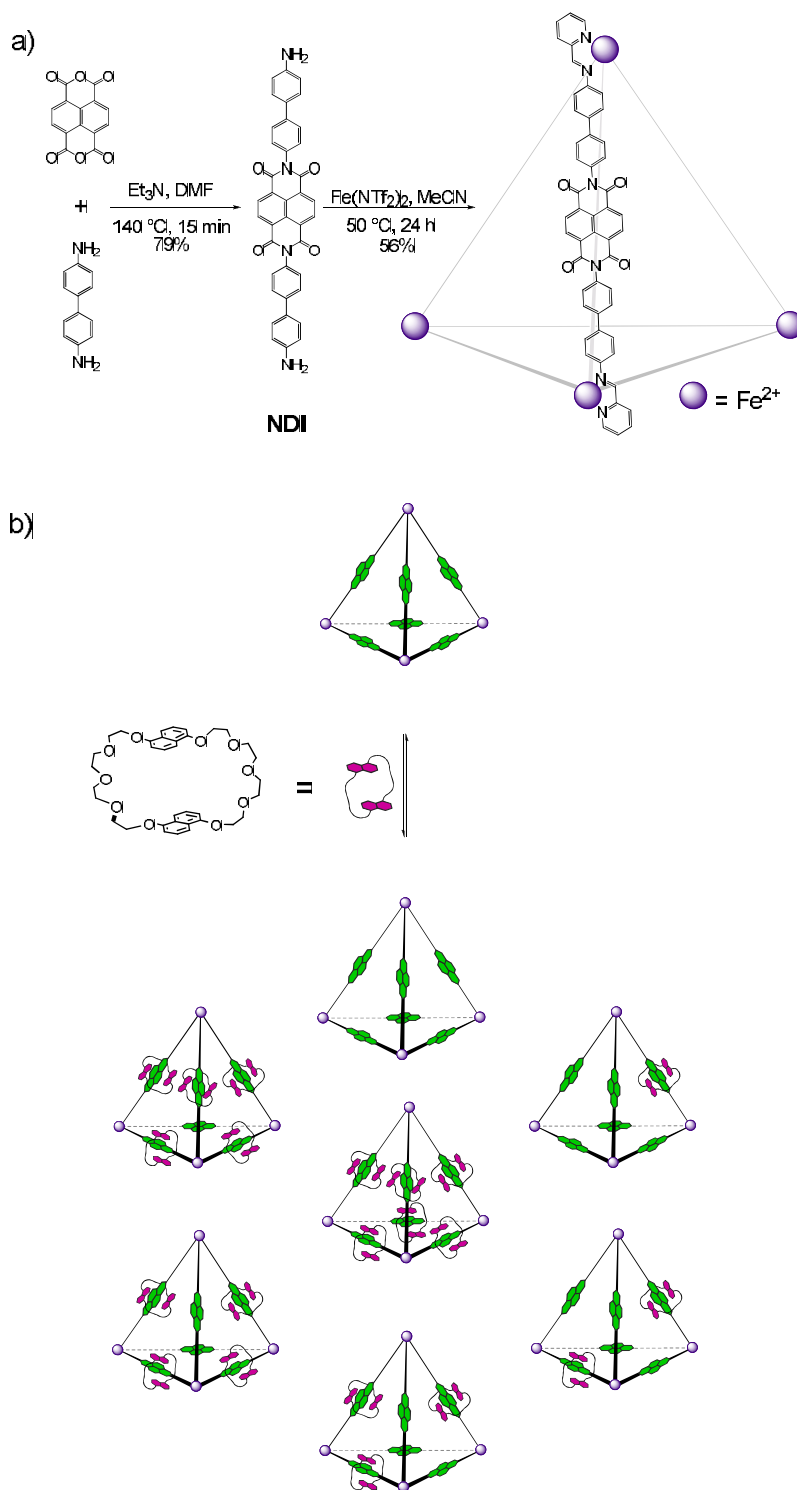 a)
O O O
O O O
+
NH₂
NH₂
Et₃N, DMF
140 °C, 15 min
79%
NH₂
O N O
O N O
NH₂
NDI
Fe(NTf₂)₂, MeCN
50 °C, 24 h
56%
N
N
O N O
O N O
N
N
= Fe²⁺
b)
O O O
O O
O O O
O O
=